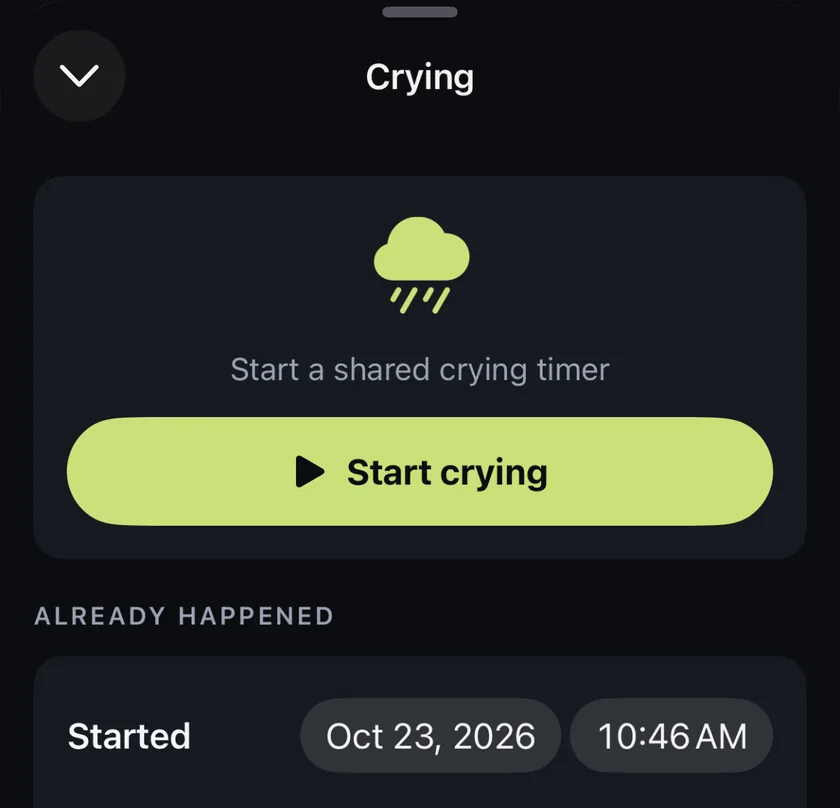 Crying
Start a shared crying timer
Start crying
ALREADY HAPPENED
Started Oct 23, 2026 10:46 AM